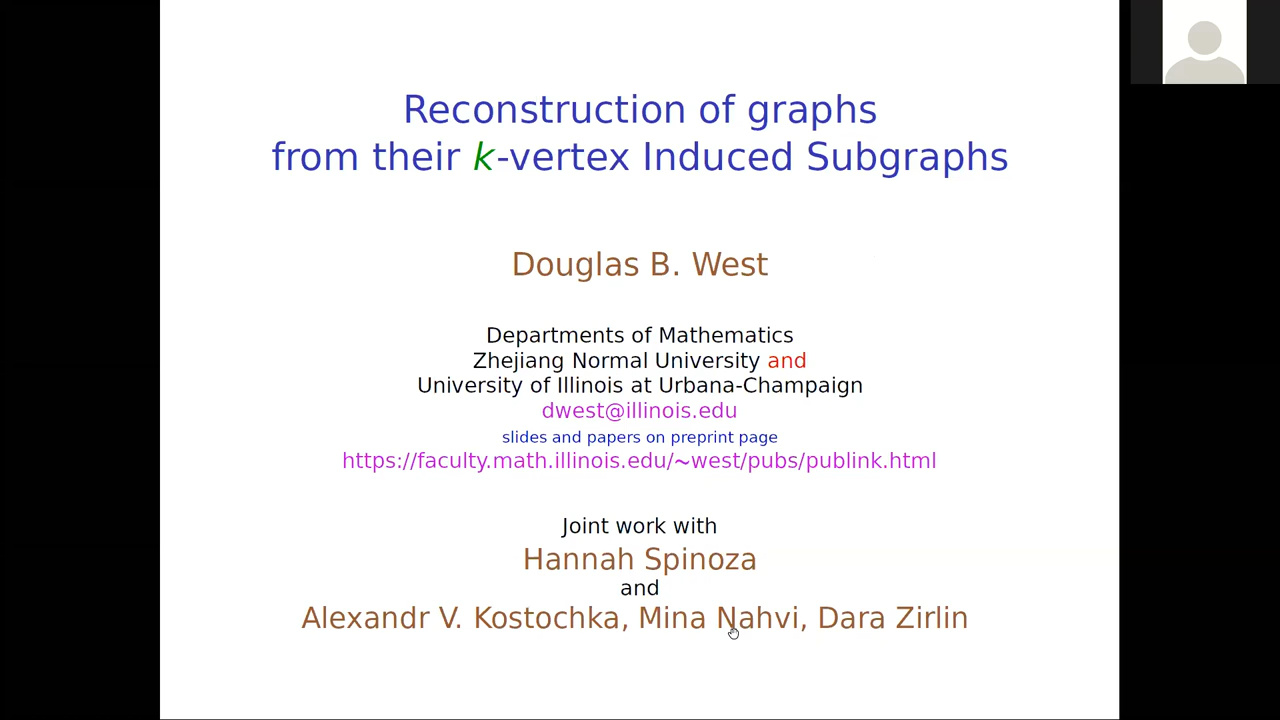 Reconstruction of graphs
from their k-vertex Induced Subgraphs
Douglas B. West
Departments of Mathematics
Zhejiang Normal University and
University of Illinois at Urbana-Champaign
dwest@illinois.edu
slides and papers on preprint page
https://faculty.math.illinois.edu/~west/pubs/publink.html
Joint work with
Hannah Spinoza
and
Alexandr V. Kostochka, Mina Nahvi, Dara Zirlin